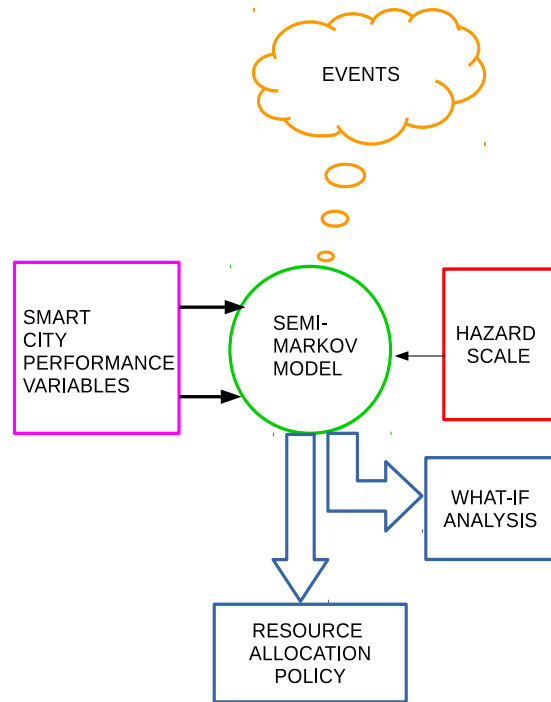 EVENTS
SMART
CITY
PERFORMANCE
VARIABLES
SEMI-
MARKOV
MODEL
HAZARD
SCALE
WHAT-IF
ANALYSIS
RESOURCE
ALLOCATION
POLICY